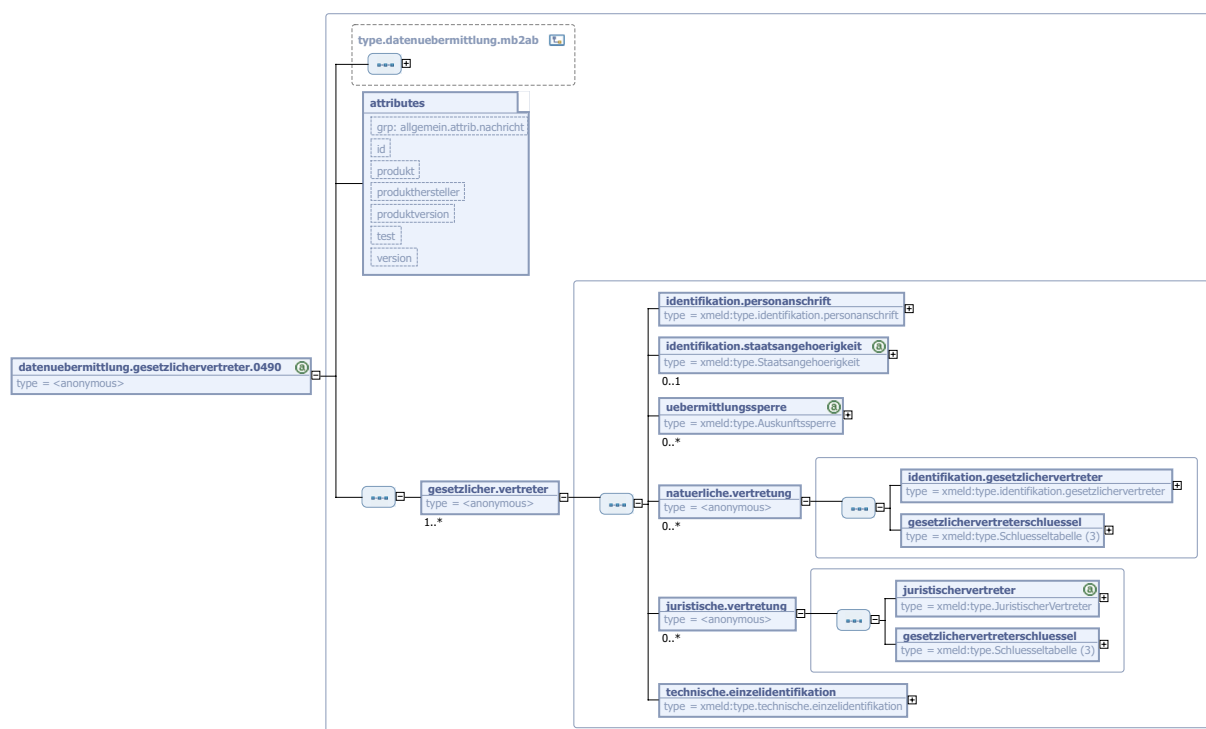 type.datenuebermittlung.mb2ab
attributes
grp: allgemein.attrib.nachricht
id
produkt
produkthersteller
produktversion
test
version
datenuebermittlung.gesetzlichervertreter.0490
type = <anonymous>
gesetzlicher.vertreter
type = <anonymous>
1..*
identifikation.personanschrift
type = xmeld:type.identifikation.personanschrift
identifikation.staatsangehoerigkeit
type = xmeld:type.Staatsangehoerigkeit
0..1
uebermittlungssperre
type = xmeld:type.Auskunftssperre
0..*
natuerliche.vertretung
type = <anonymous>
0..*
identifikation.gesetzlichervertreter
type = xmeld:type.identifikation.gesetzlichervertreter
gesetzlichervertreterschluessel
type = xmeld:type.Schluesseltabelle (3)
juristische.vertretung
type = <anonymous>
0..*
juristischervertreter
type = xmeld:type.JuristischerVertreter
gesetzlichervertreterschluessel
type = xmeld:type.Schluesseltabelle (3)
technische.einzelidentifikation
type = xmeld:type.technische.einzelidentifikation